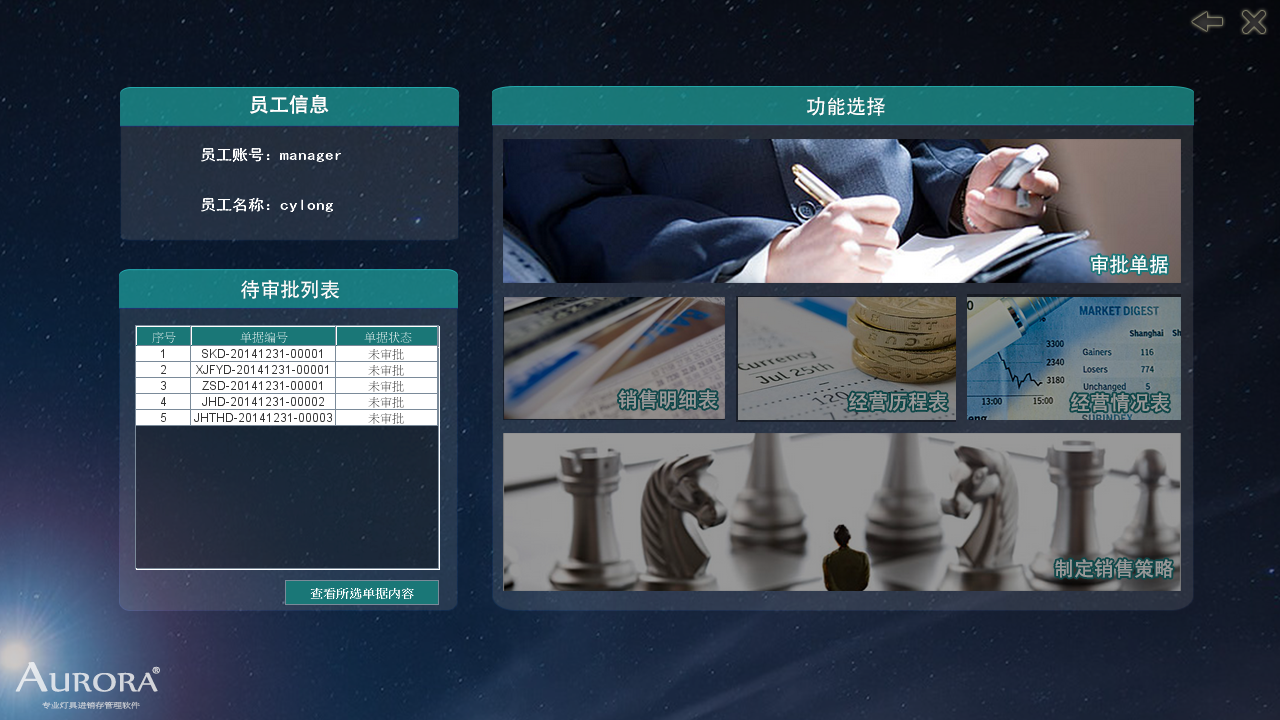 员工信息
员工账号：manager
员工名称：cylong
待审批列表
序号 单据编号 单据状态
1 SKD-20141231-00001 未审批
2 XJFYD-20141231-00001 未审批
3 ZSD-20141231-00001 未审批
4 JHD-20141231-00002 未审批
5 JHTHD-20141231-00003 未审批
查看所选单据内容
功能选择
审批单据
销售明细表
Currency
Jul 25th
120
经营历程表
MARKET DIGEST
Shanghai Sh
3300
2340
3180
13:00 15:00
Gainers 116
Losers 774
Unchanged 5
经营情况表
制定销售策略
AURORA®
专业灯具进销存管理软件